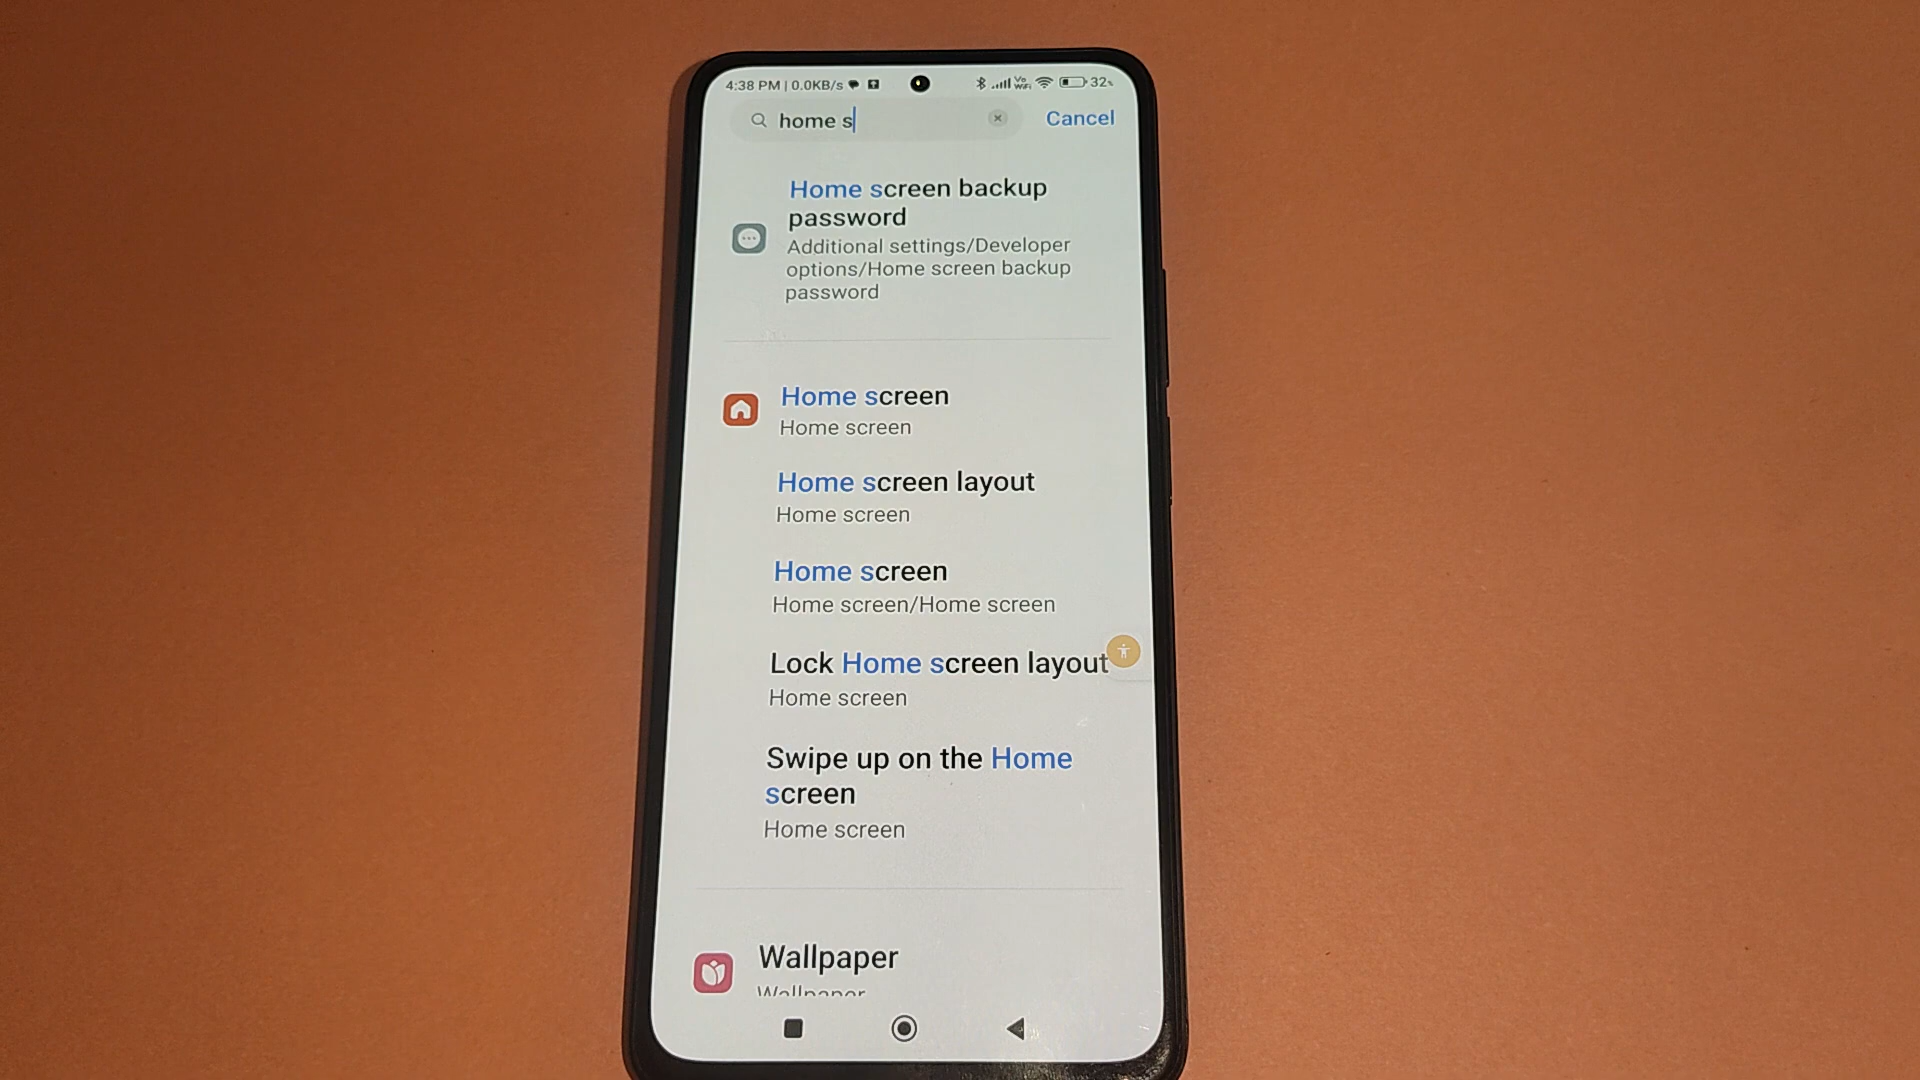 4:38 PM | 0.0KB/s Vo WiFi 32%
home s Cancel
Home screen backup
password
Additional settings/Developer
options/Home screen backup
password
Home screen
Home screen
Home screen layout
Home screen
Home screen
Home screen/Home screen
Lock Home screen layout
Home screen
Swipe up on the Home
screen
Home screen
Wallpaper
Wallpaper